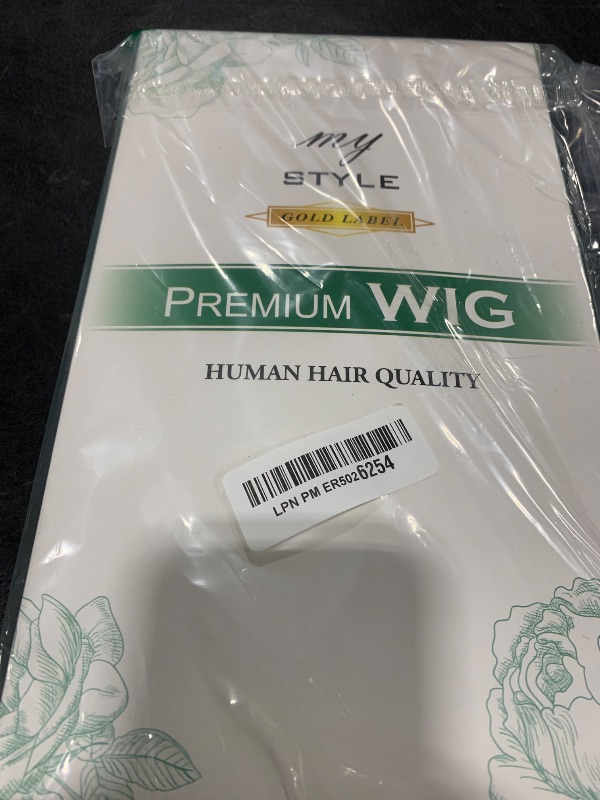 my
STYLE
GOLD LABEL
PREMIUM WIG
HUMAN HAIR QUALITY
LPN PM ER5026254